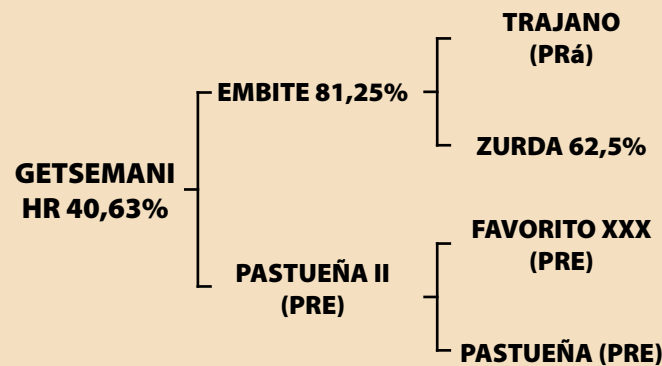 TRAJANO
(PRá)
EMBITE 81,25%
ZURDA 62,5%
GETSEMANI
HR 40,63%
FAVORITO XXX
(PRE)
PASTUEÑA II
(PRE)
PASTUEÑA (PRE)